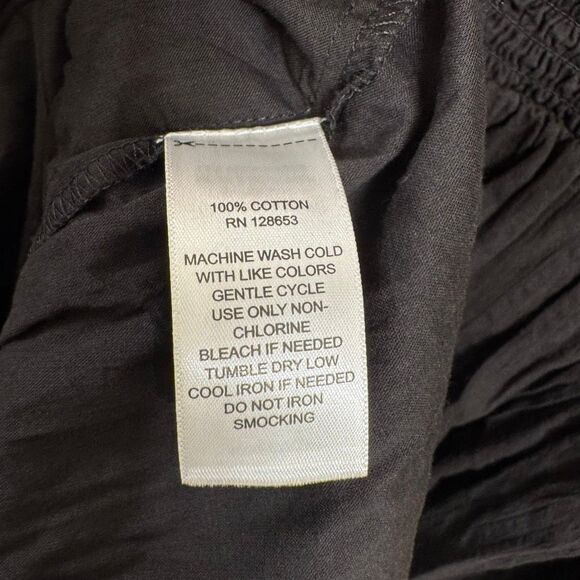 100% COTTON
RN 128653
MACHINE WASH COLD
WITH LIKE COLORS
GENTLE CYCLE
USE ONLY NON-
CHLORINE
BLEACH IF NEEDED
TUMBLE DRY LOW
COOL IRON IF NEEDED
DO NOT IRON
SMOCKING